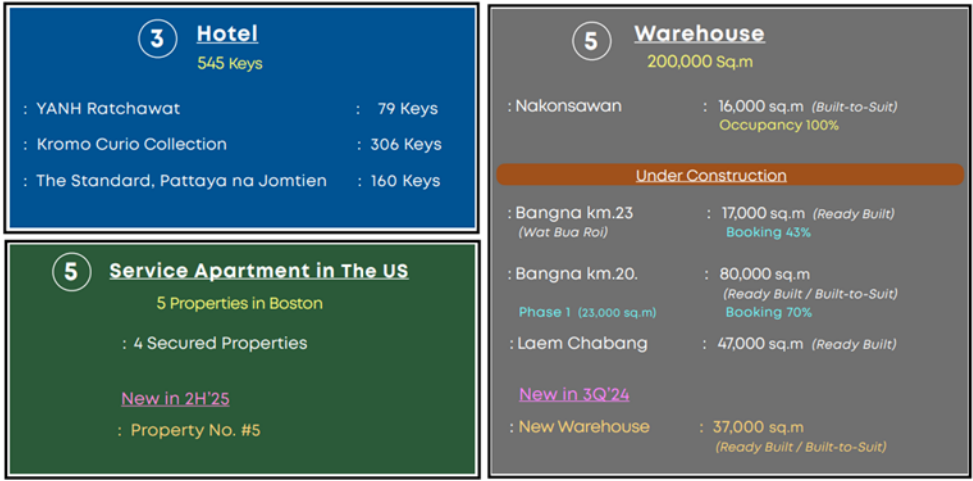 3 Hotel
545 Keys
: YANH Ratchawat : 79 Keys
: Kromo Curio Collection : 306 Keys
: The Standard, Pattaya na Jomtien : 160 Keys
5 Service Apartment in The US
5 Properties in Boston
: 4 Secured Properties
New in 2H'25
: Property No. #5
5 Warehouse
200,000 Sq.m
: Nakonsawan : 16,000 sq.m (Built-to-Suit)
Occupancy 100%
Under Construction
: Bangna km.23 : 17,000 sq.m (Ready Built)
(Wat Bua Roi) Booking 43%
: Bangna km.20. : 80,000 sq.m
(Ready Built / Built-to-Suit)
Phase 1 (23,000 sq.m) Booking 70%
: Laem Chabang : 47,000 sq.m (Ready Built)
New in 3Q'24
: New Warehouse : 37,000 sq.m
(Ready Built / Built-to-Suit)